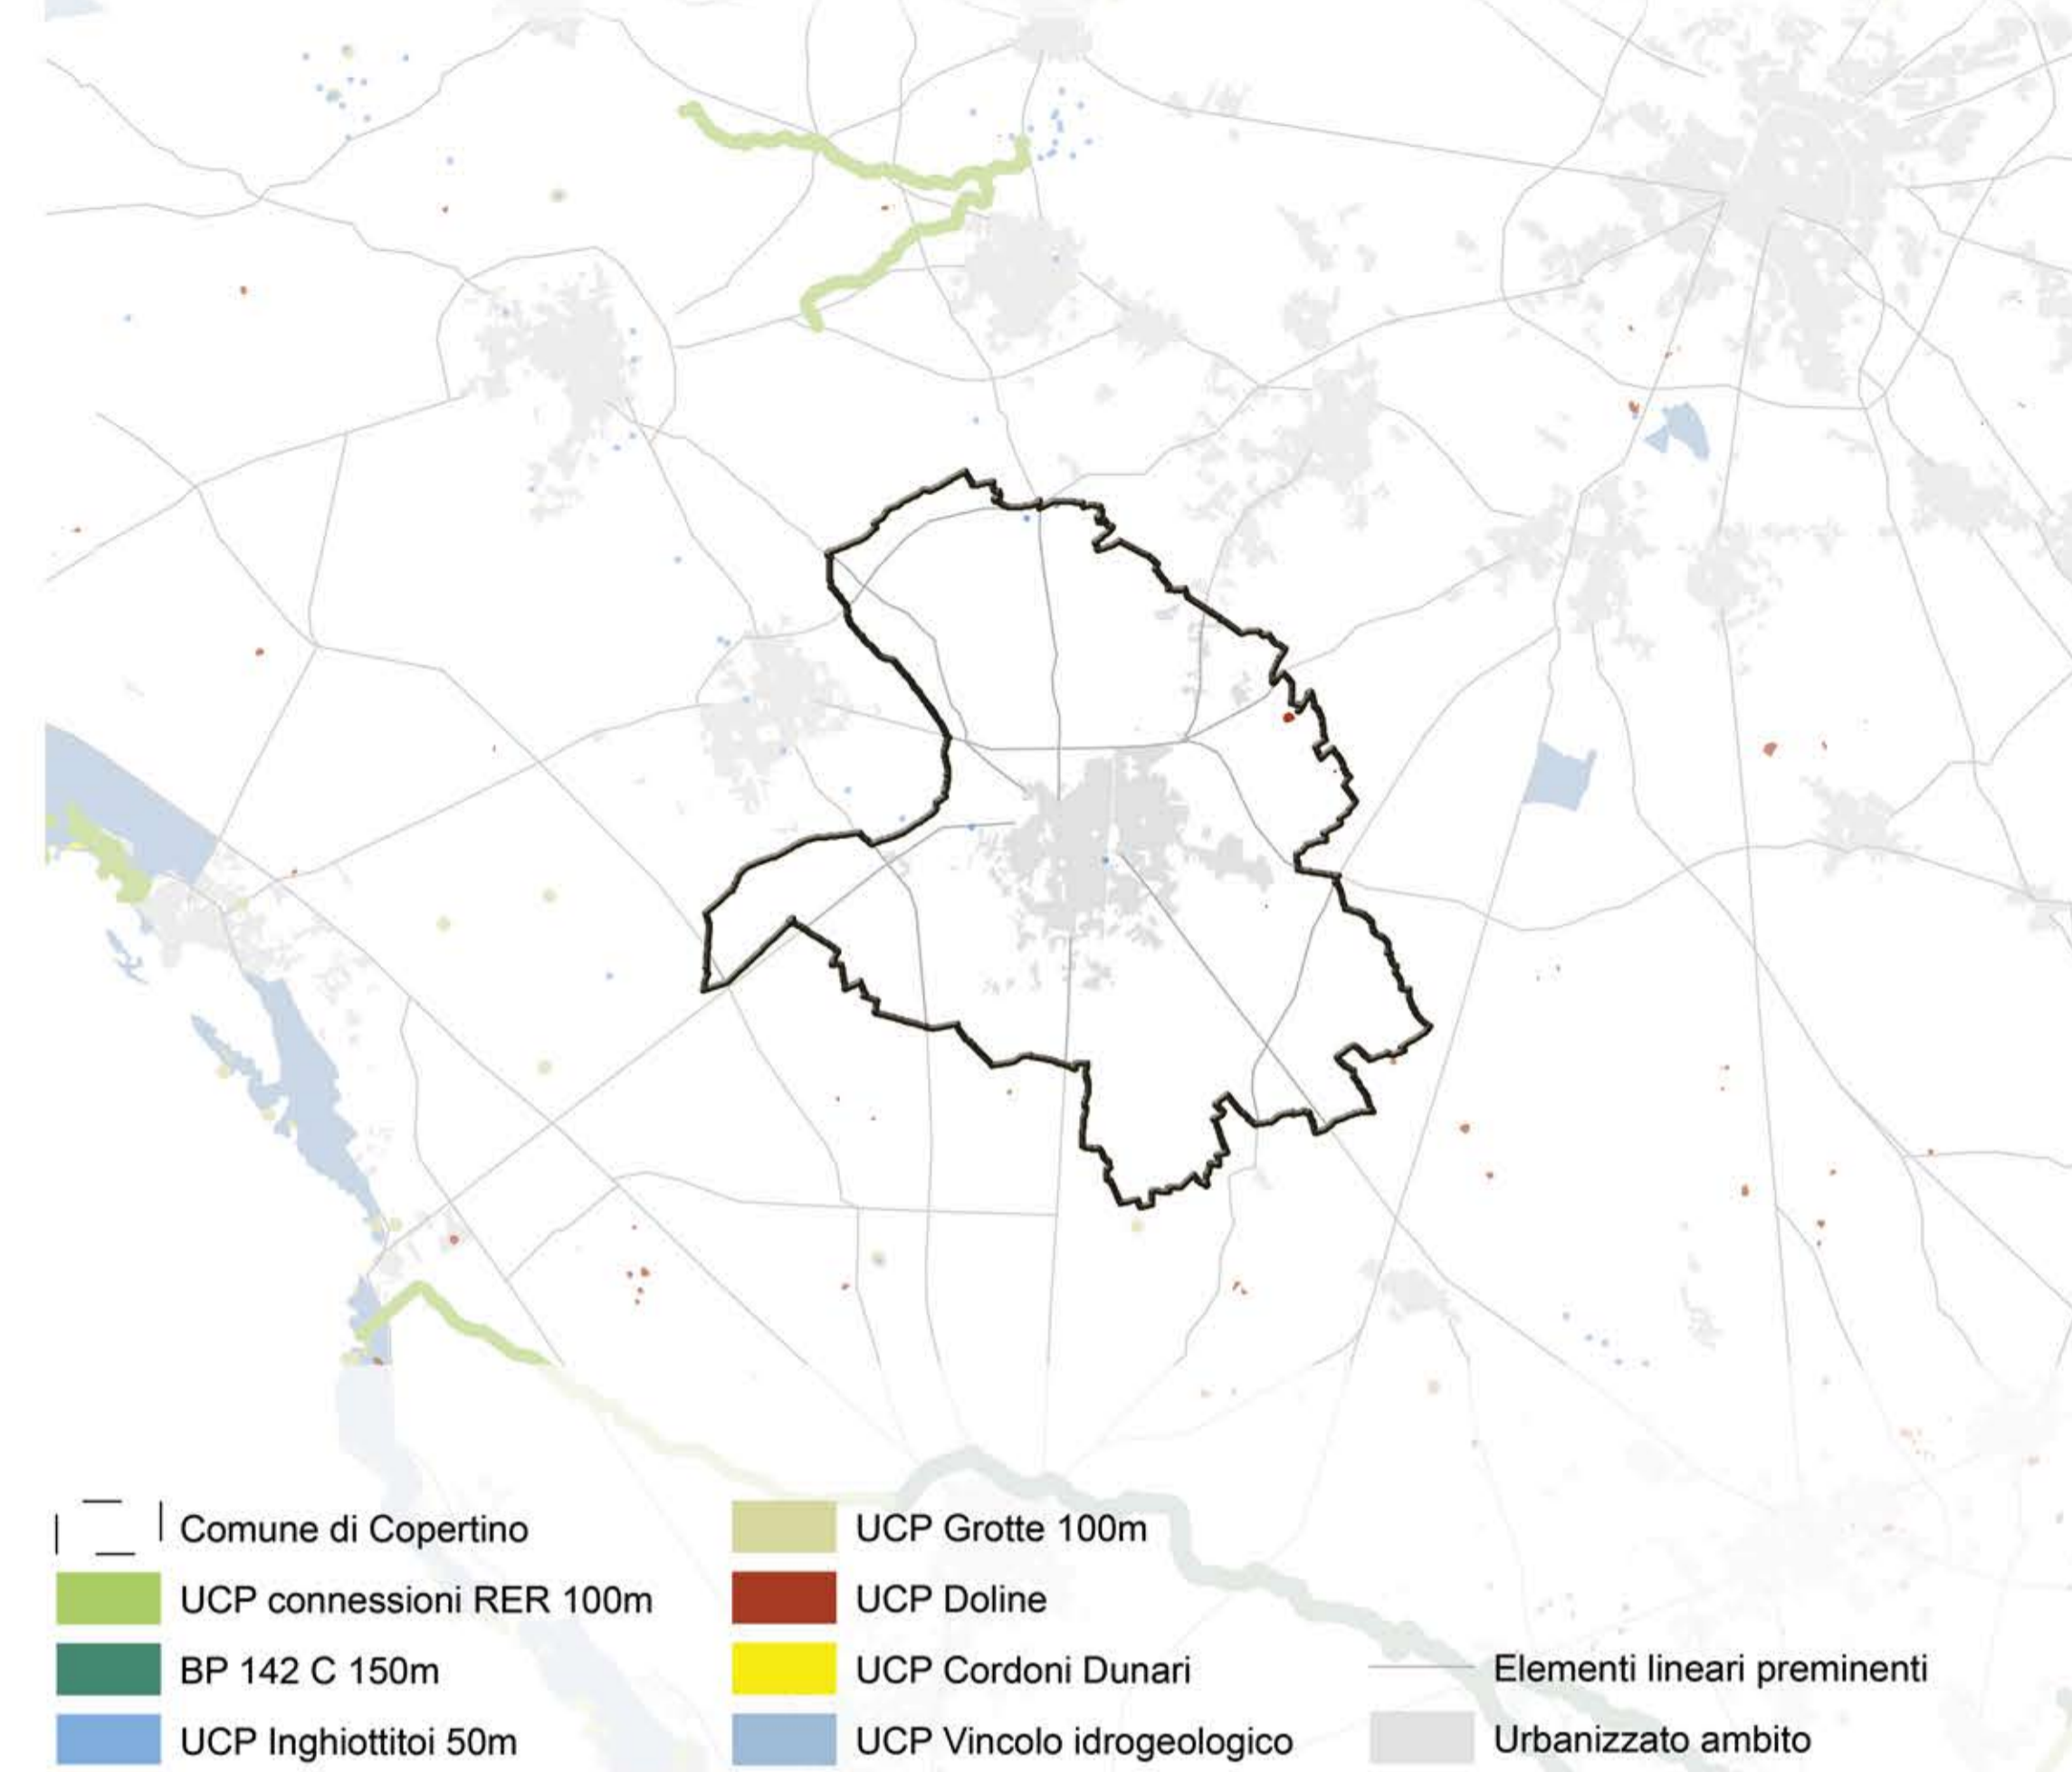 Comune di Copertino
UCP connessioni RER 100m
BP 142 C 150m
UCP Inghiottitoi 50m
UCP Grotte 100m
UCP Doline
UCP Cordoni Dunari
UCP Vincolo idrogeologico
Elementi lineari preminenti
Urbanizzato ambito